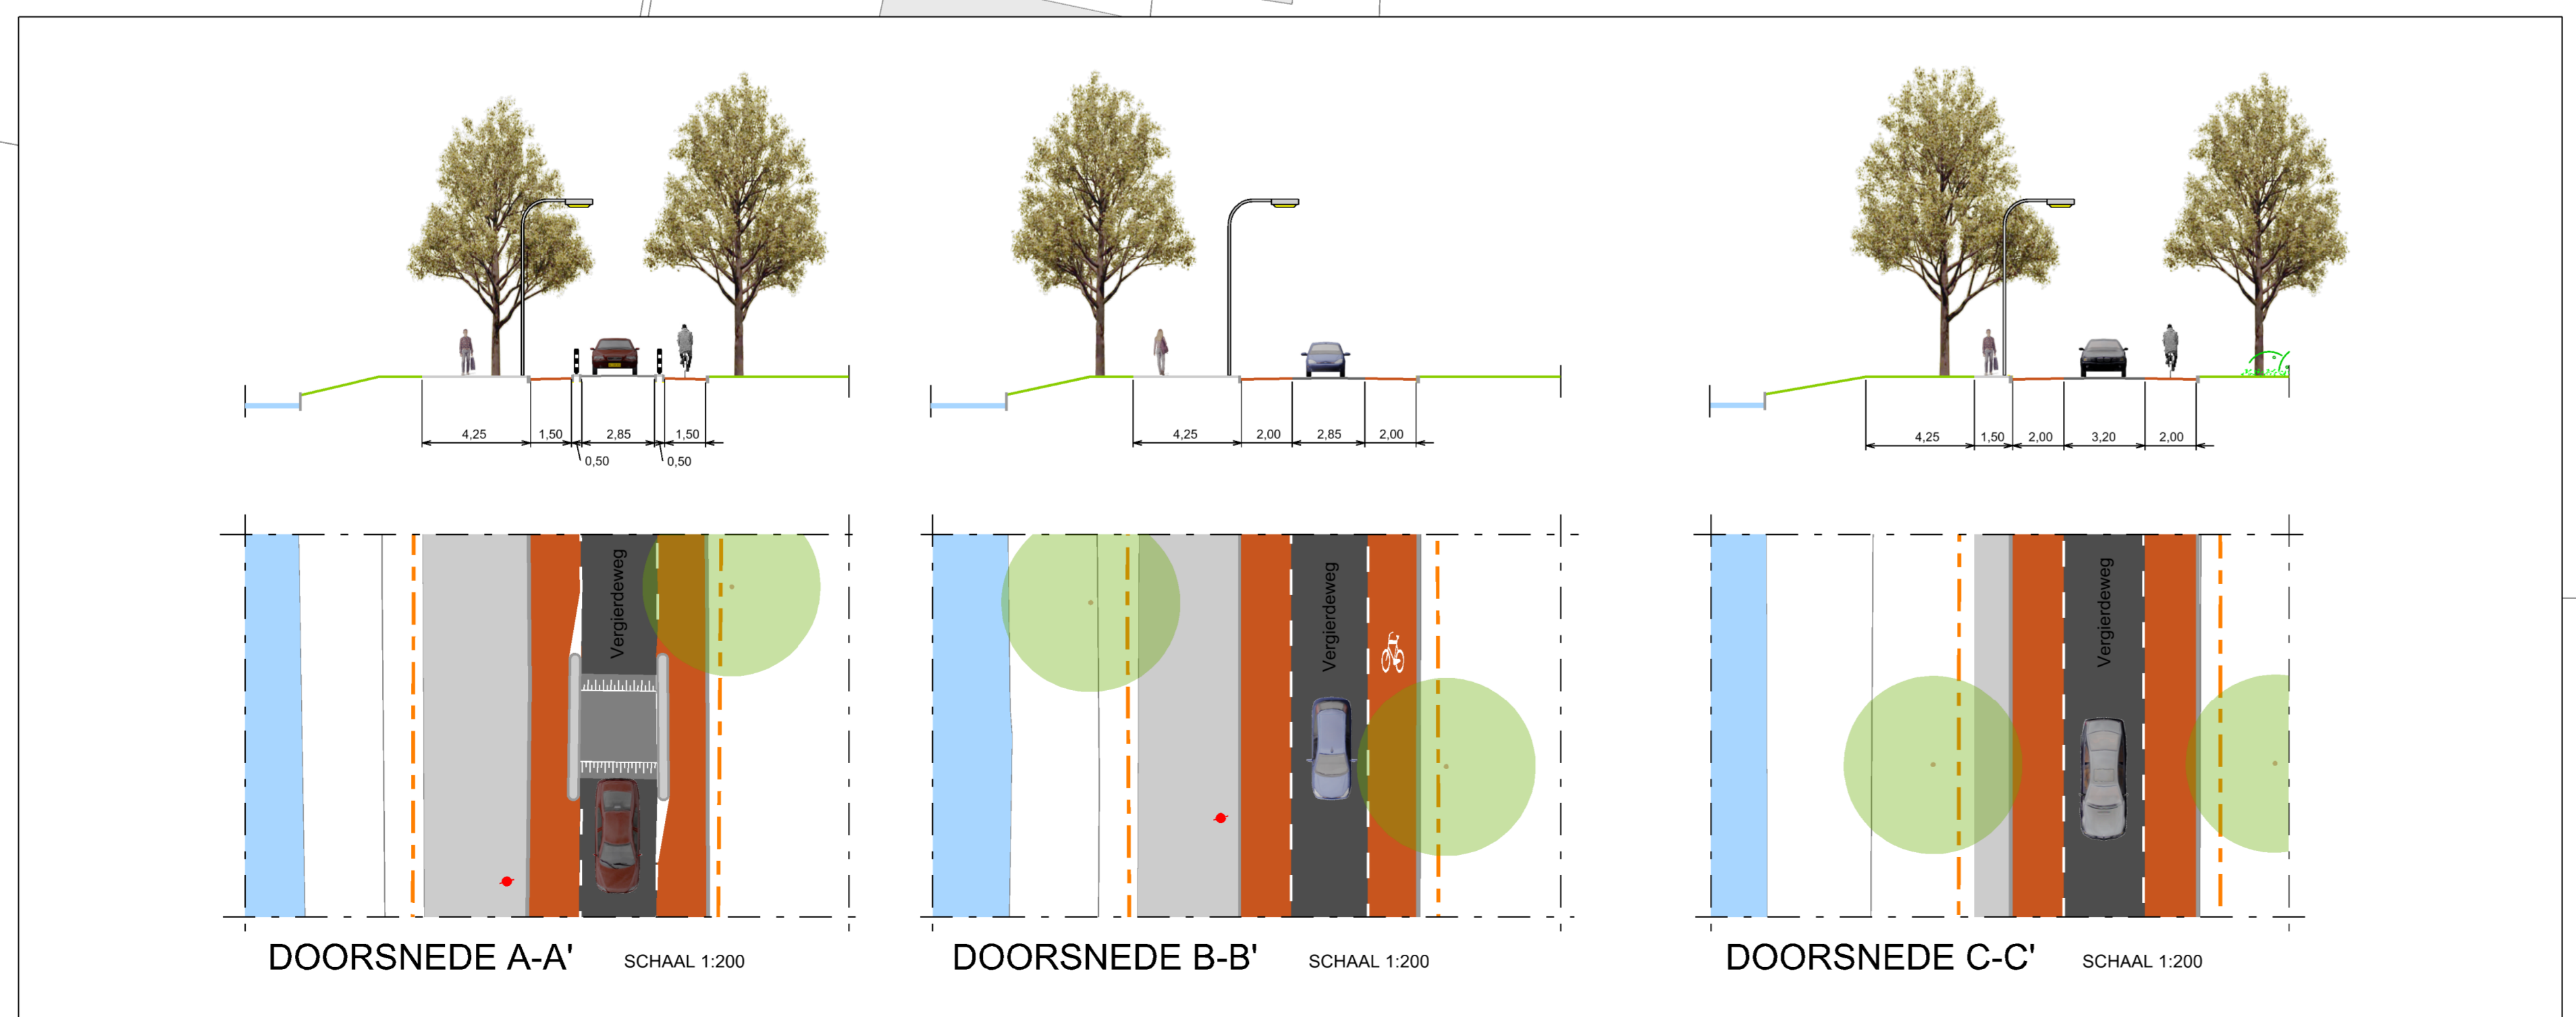 4,25 1,50 2,85 1,50
0,50 0,50
4,25 2,00 2,85 2,00
4,25 1,50 2,00 3,20 2,00
Vergierdeweg
Vergierdeweg
Vergierdeweg
DOORSNEDE A-A' SCHAAL 1:200
DOORSNEDE B-B' SCHAAL 1:200
DOORSNEDE C-C' SCHAAL 1:200